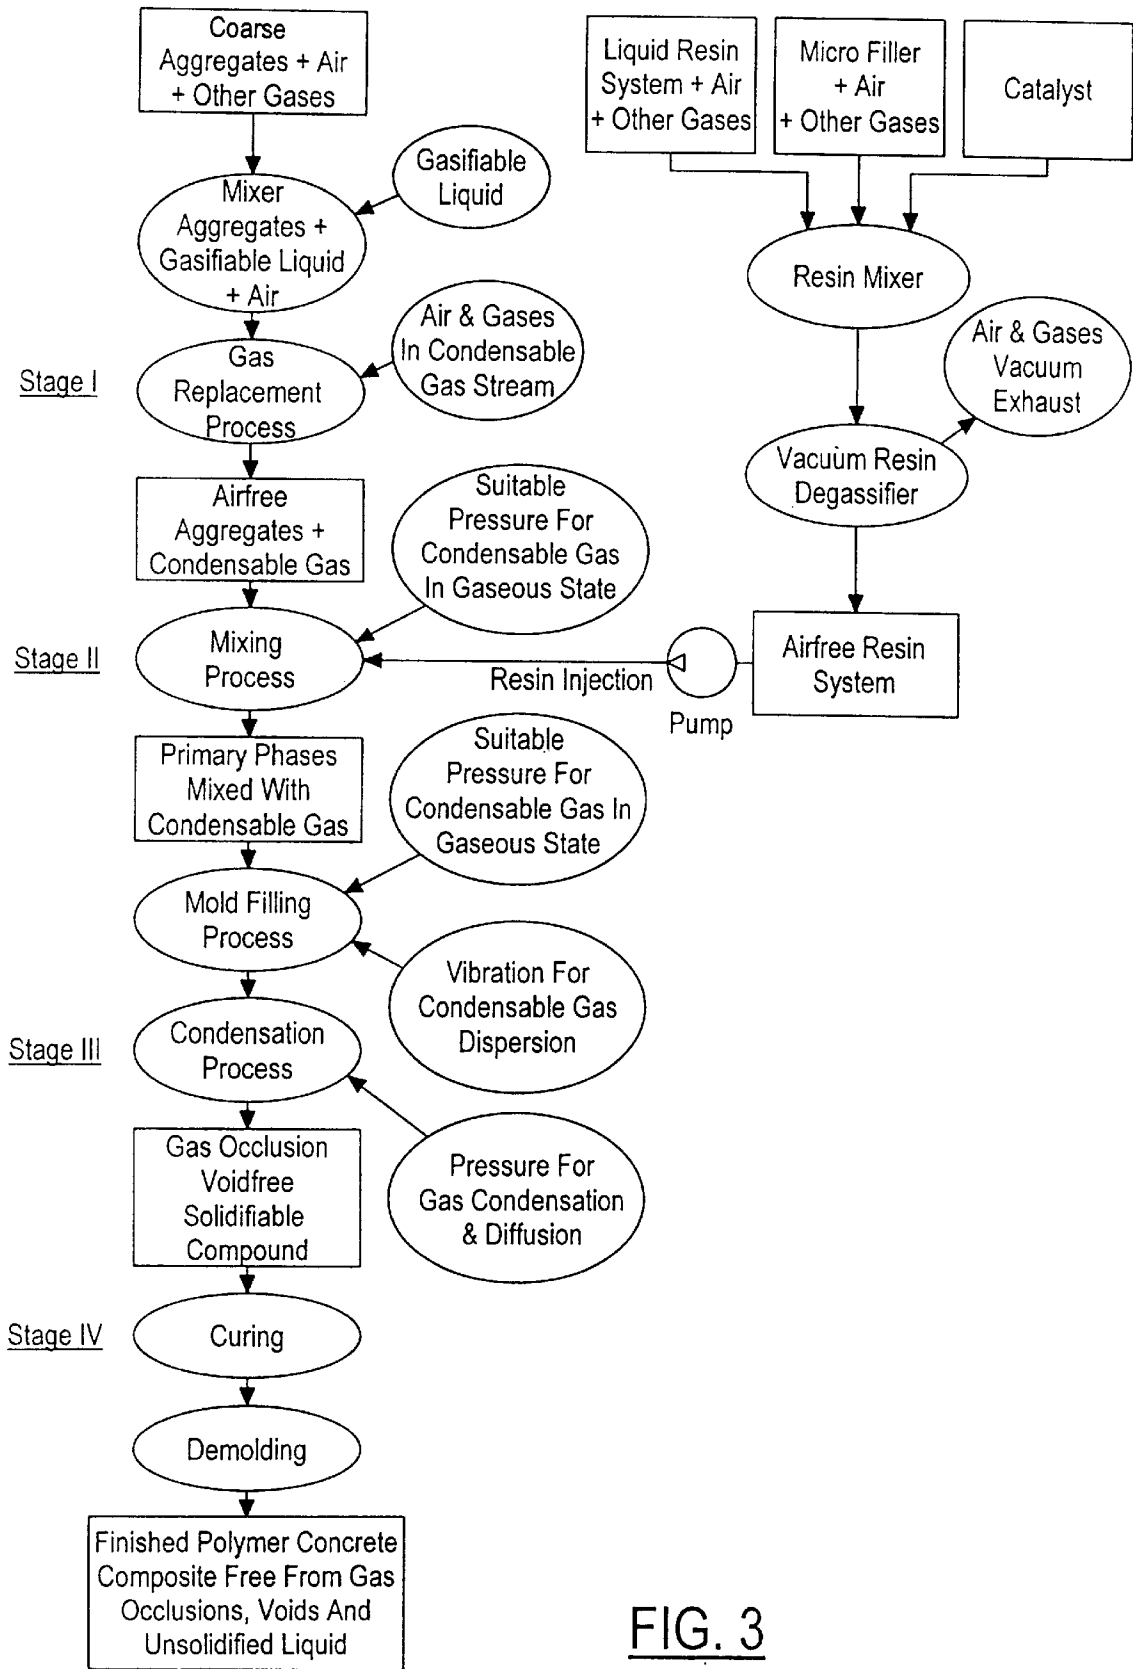 Coarse
Aggregates + Air
+ Other Gases
Liquid Resin
System + Air
+ Other Gases
Micro Filler
+ Air
+ Other Gases
Catalyst
Gasifiable
Liquid
Mixer
Aggregates +
Gasifiable Liquid
+ Air
Resin Mixer
Air & Gases
In Condensable
Gas Stream
Air & Gases
Vacuum
Exhaust
Stage I
Gas
Replacement
Process
Vacuum Resin
Degassifier
Airfree
Aggregates +
Condensable Gas
Suitable
Pressure For
Condensable Gas
In Gaseous State
Stage II
Mixing
Process
Resin Injection
Pump
Airfree Resin
System
Primary Phases
Mixed With
Condensable Gas
Suitable
Pressure For
Condensable Gas In
Gaseous State
Mold Filling
Process
Vibration For
Condensable Gas
Dispersion
Stage III
Condensation
Process
Gas Occlusion
Voidfree
Solidifiable
Compound
Pressure For
Gas Condensation
& Diffusion
Stage IV
Curing
Demolding
Finished Polymer Concrete
Composite Free From Gas
Occlusions, Voids And
Unsolidified Liquid
FIG. 3